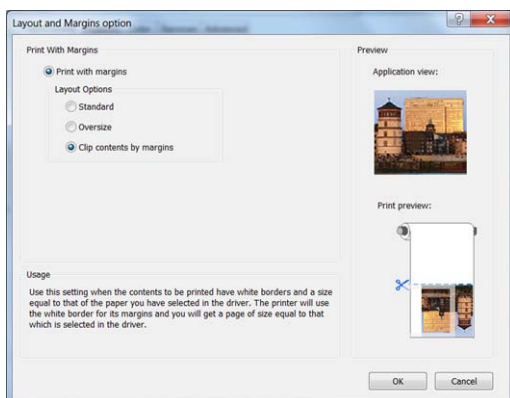 Layout and Margins option
Print With Margins
Print with margins
Layout Options
Standard
Oversize
Clip contents by margins
Usage
Use this setting when the contents to be printed have white borders and a size
equal to that of the paper you have selected in the driver. The printer will use
the white border for its margins and you will get a page of size equal to that
which is selected in the driver.
Preview
Application view:
Print preview:
OK
Cancel